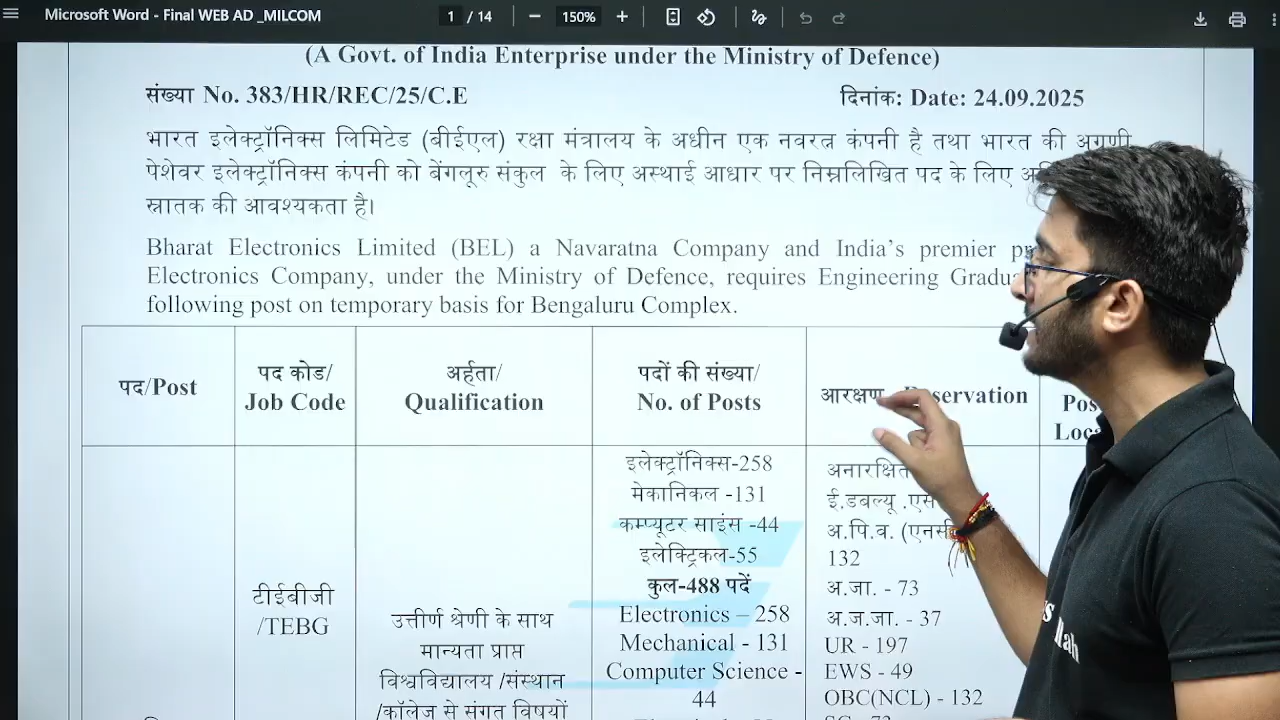 Microsoft Word - Final WEB AD _MILCOM
1 / 14
150%
(A Govt. of India Enterprise under the Ministry of Defence)
संख्या No. 383/HR/REC/25/C.E
दिनांक: Date: 24.09.2025
भारत इलेक्ट्रॉनिक्स लिमिटेड (बीईएल) रक्षा मंत्रालय के अधीन एक नवरत्न कंपनी है तथा भारत की अग्रणी
पेशेवर इलेक्ट्रॉनिक्स कंपनी को बेंगलूरु संकुल के लिए अस्थाई आधार पर निम्नलिखित पद के लिए
स्नातक की आवश्यकता है।
Bharat Electronics Limited (BEL) a Navaratna Company and India's premier
Electronics Company, under the Ministry of Defence, requires Engineering
following post on temporary basis for Bengaluru Complex.
पद/Post
पद कोड/
Job Code
अर्हता/
Qualification
पदों की संख्या/
No. of Posts
आरक्षण
टीईबीजी
/TEBG
उत्तीर्ण श्रेणी के साथ
मान्यता प्राप्त
विश्वविद्यालय /संस्थान
/कॉलेज से संगत विषयों
इलेक्ट्रॉनिक्स-258
मेकानिकल -131
कम्प्यूटर साइंस -44
इलेक्ट्रिकल-55
कुल-488 पदें
Electronics – 258
Mechanical - 131
Computer Science -
44
अनारक्षित
ई.डबल्यू .एस
अ.पि.व.
132
अ.जा. - 73
अ.ज.जा. - 37
UR - 197
EWS - 49
OBC(NCL) - 132